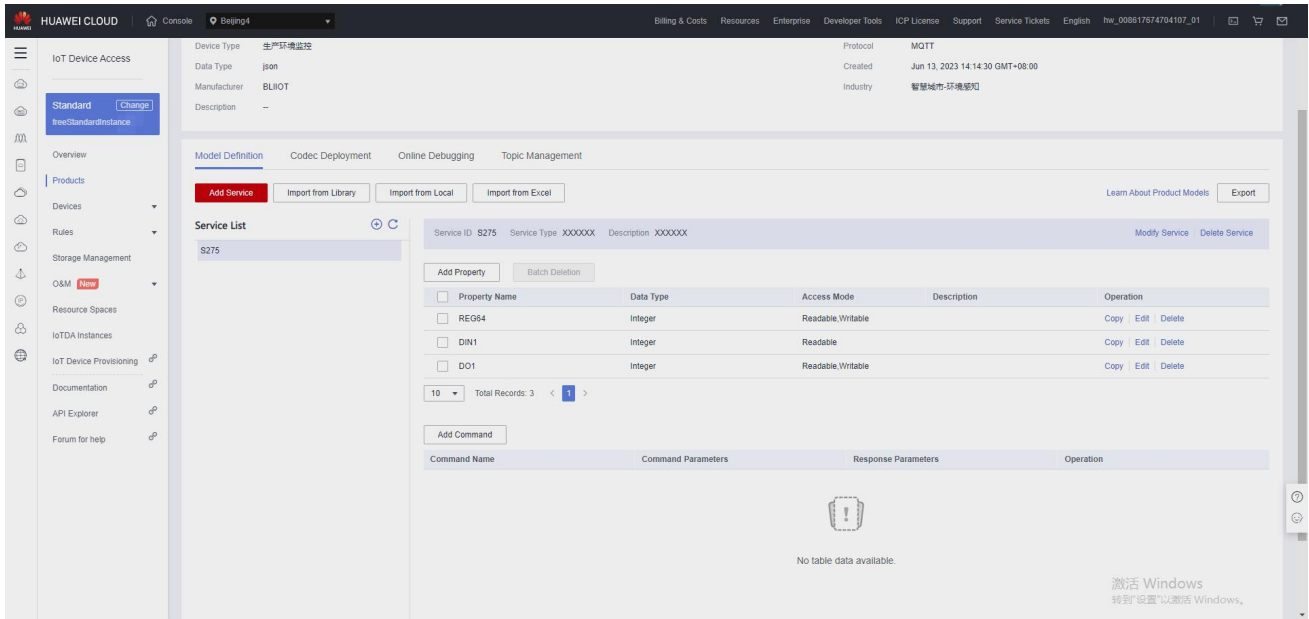 HUAWEI
HUAWEI CLOUD Console Beijing4 Billing & Costs Resources Enterprise Developer Tools ICP License Support Service Tickets English hw_008617674704107_01
IoT Device Access
Standard Change
freeStandardInstance
Overview
Products
Devices
Rules
Storage Management
O&M New
Resource Spaces
IoTDA Instances
IoT Device Provisioning
Documentation
API Explorer
Forum for help
Device Type 生产环境监控 Protocol MQTT
Data Type json Created Jun 13, 2023 14:14:30 GMT+08:00
Manufacturer BLIIOT Industry 智慧城市-环境感知
Description --
Model Definition Codec Deployment Online Debugging Topic Management
Add Service Import from Library Import from Local Import from Excel Learn About Product Models Export
Service List
S275
Service ID S275 Service Type XXXXXX Description XXXXXX Modify Service Delete Service
Add Property Batch Deletion
Property Name Data Type Access Mode Description Operation
REG64 Integer Readable,Writable Copy Edit Delete
DIN1 Integer Readable Copy Edit Delete
DO1 Integer Readable,Writable Copy Edit Delete
10 Total Records: 3 < 1 >
Add Command
Command Name Command Parameters Response Parameters Operation
No table data available.
激活 Windows
转到"设置"以激活 Windows。